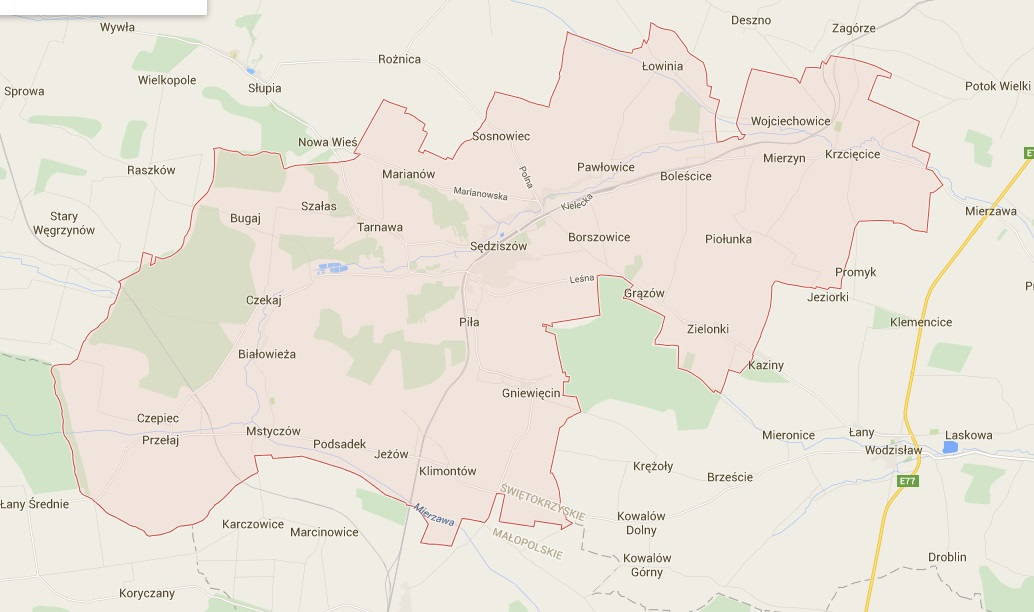 Deszno
Wywła
Zagórze
Rożnica
Łowinia
Wielkopole
Słupia
Potok Wielki
Sprowa
Wojciechowice
Nowa Wieś
Sosnowiec
Mierzyn
Krzcięcice
Raszków
Marianów
Polna
Pawłowice
Boleścice
Marianowska
Kielecka
Szałas
Mierzawa
Stary
Węgrzynów
Bugaj
Tarnawa
Sędziszów
Borszowice
Piołunka
Leśna
Promyk
Czekaj
Grązów
Jeziorki
Piła
Zielonki
Klemencice
Białowieża
Kaziny
Gniewięcin
Czepiec
Przełaj
Mstyczów
Podsadek
Jeżów
Mieronice
Łany
Laskowa
Wodzisław
Klimontów
Krężoły
Brzeście
E77
Łany Średnie
ŚWIĘTOKRZYSKIE
Mierzawa
Karczowice
Marcinowice
Kowalów
Dolny
MAŁOPOLSKIE
Kowalów
Górny
Droblin
Koryczany